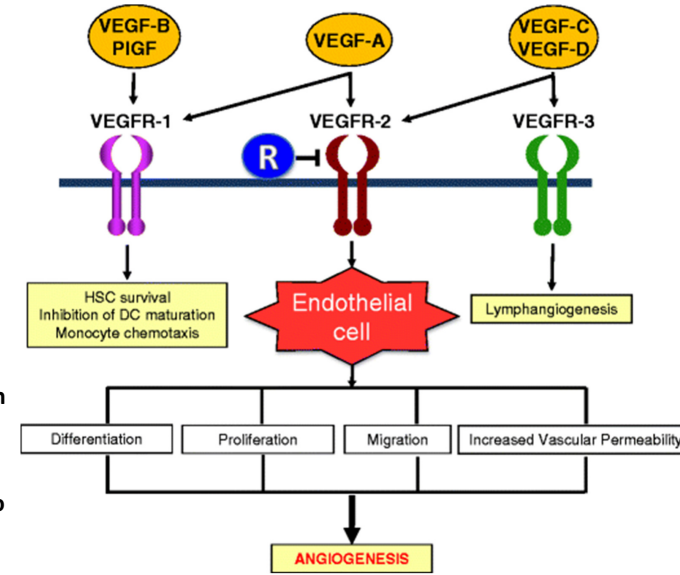 VEGF-B
PlGF
VEGF-A
VEGF-C
VEGF-D
VEGFR-1
VEGFR-2
VEGFR-3
R
HSC survival
Inhibition of DC maturation
Monocyte chemotaxis
Endothelial
cell
Lymphangiogenesis
Differentiation
Proliferation
Migration
Increased Vascular Permeability
ANGIOGENESIS